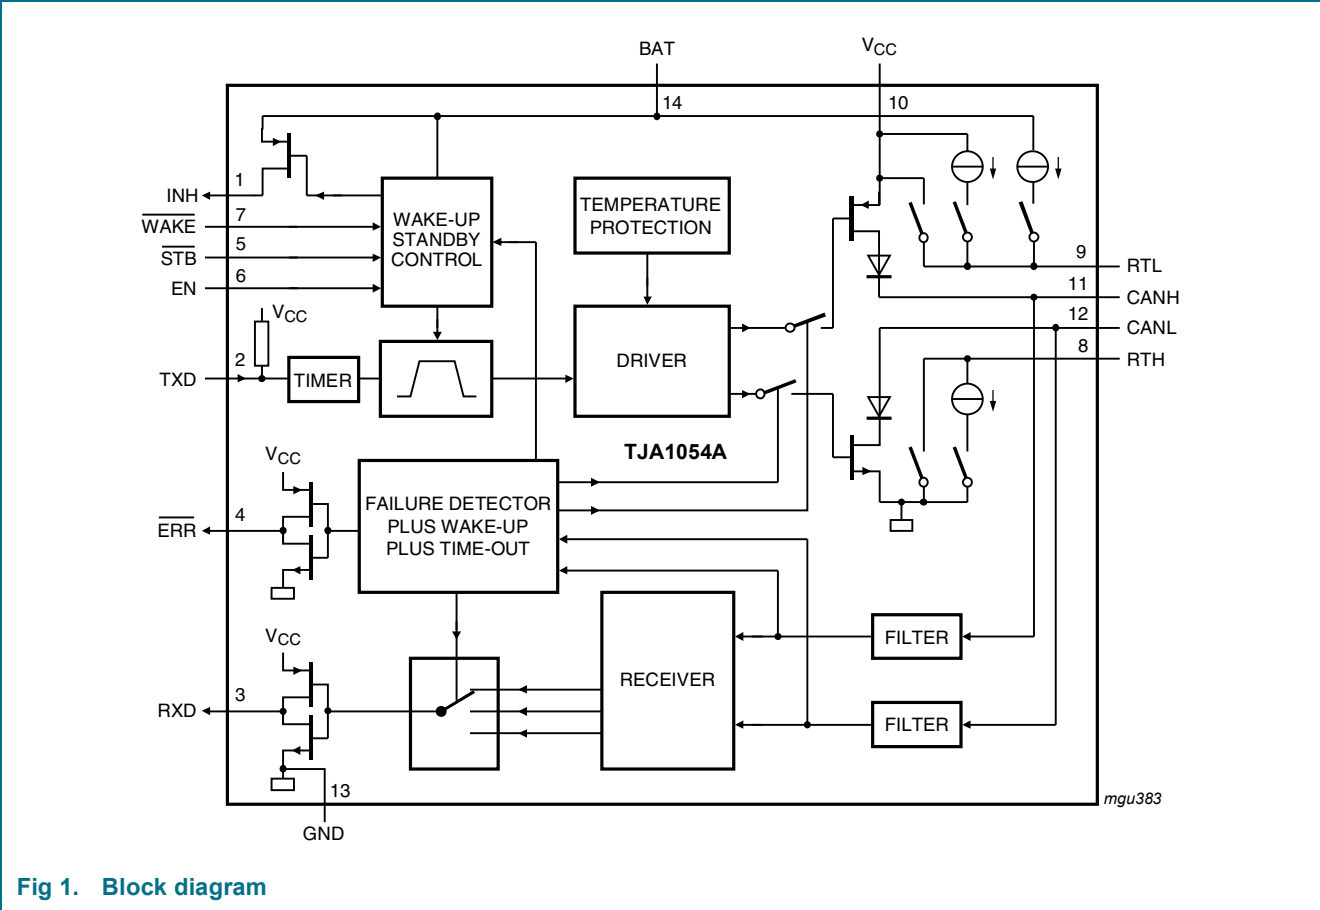 BAT
VCC
14
10
1
INH
7
WAKE
5
STB
6
EN
WAKE-UP
STANDBY
CONTROL
TEMPERATURE
PROTECTION
9
RTL
11
CANH
12
CANL
8
RTH
VCC
2
TXD
TIMER
DRIVER
TJA1054A
VCC
4
ERR
FAILURE DETECTOR
PLUS WAKE-UP
PLUS TIME-OUT
VCC
3
RXD
RECEIVER
FILTER
FILTER
13
GND
mgu383
Fig 1. Block diagram